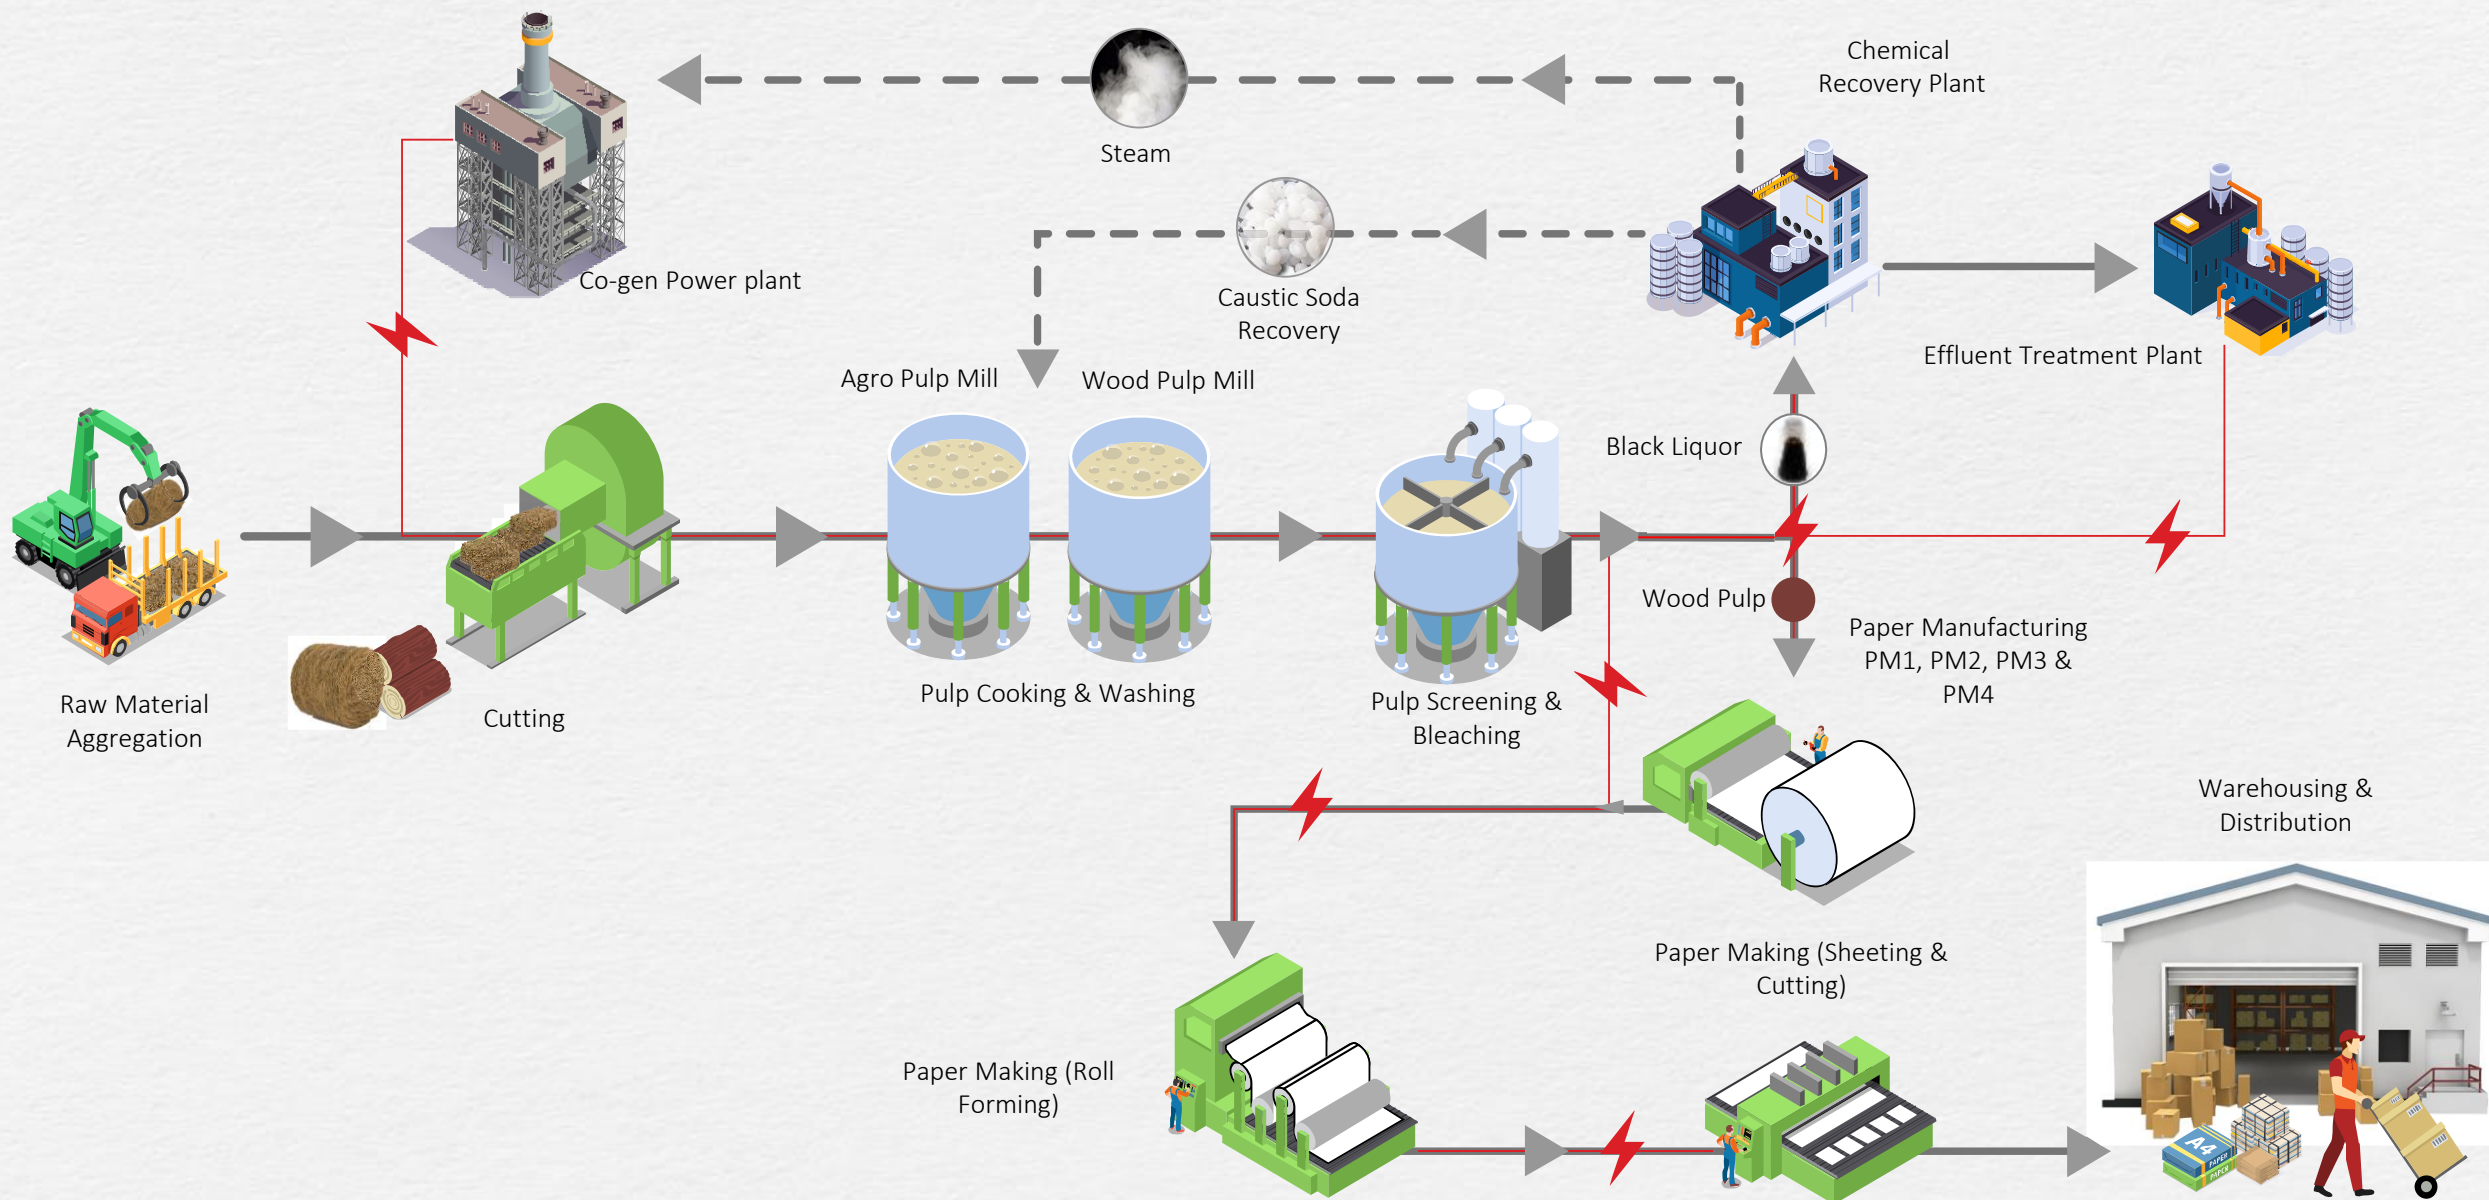 Chemical
Recovery Plant
Steam
Co-gen Power plant
Caustic Soda
Recovery
Effluent Treatment Plant
Agro Pulp Mill
Wood Pulp Mill
Black Liquor
Wood Pulp
Paper Manufacturing
PM1, PM2, PM3 &
PM4
Raw Material
Aggregation
Cutting
Pulp Cooking & Washing
Pulp Screening &
Bleaching
Warehousing &
Distribution
Paper Making (Sheeting &
Cutting)
Paper Making (Roll
Forming)
A4
PAPER
PAPER